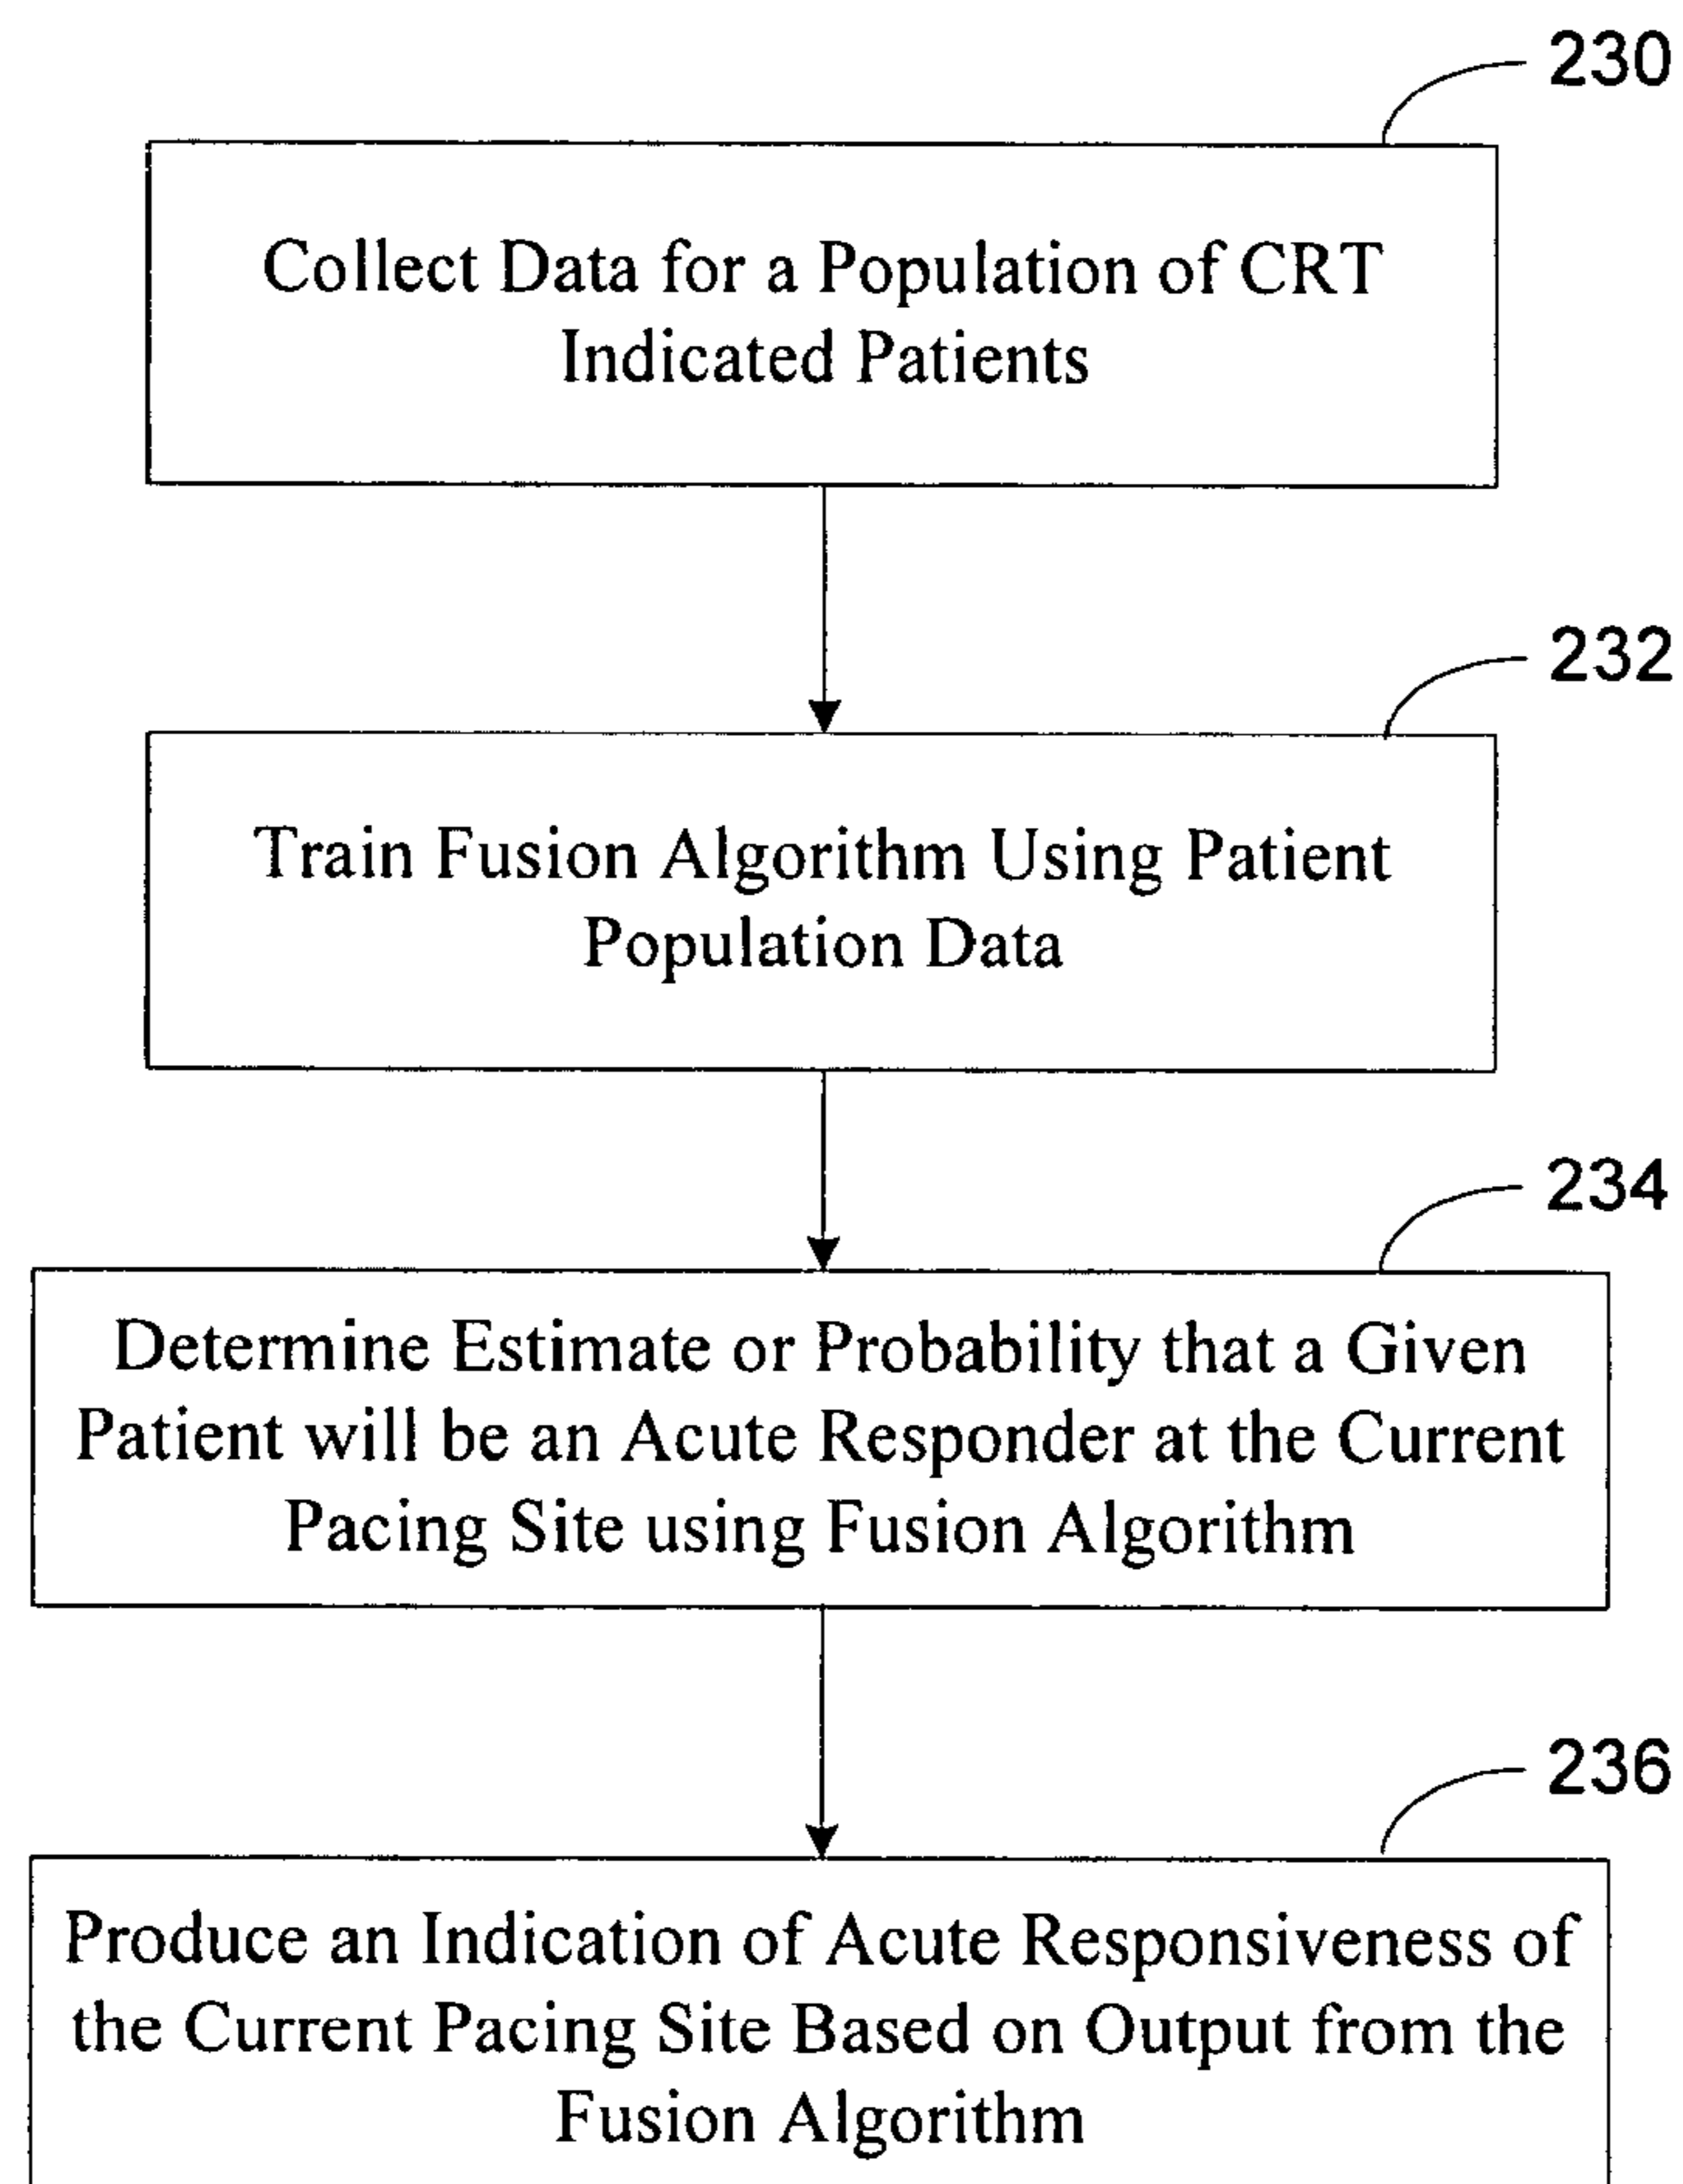 230
Collect Data for a Population of CRT
Indicated Patients
232
Train Fusion Algorithm Using Patient
Population Data
234
Determine Estimate or Probability that a Given
Patient will be an Acute Responder at the Current
Pacing Site using Fusion Algorithm
236
Produce an Indication of Acute Responsiveness of
the Current Pacing Site Based on Output from the
Fusion Algorithm